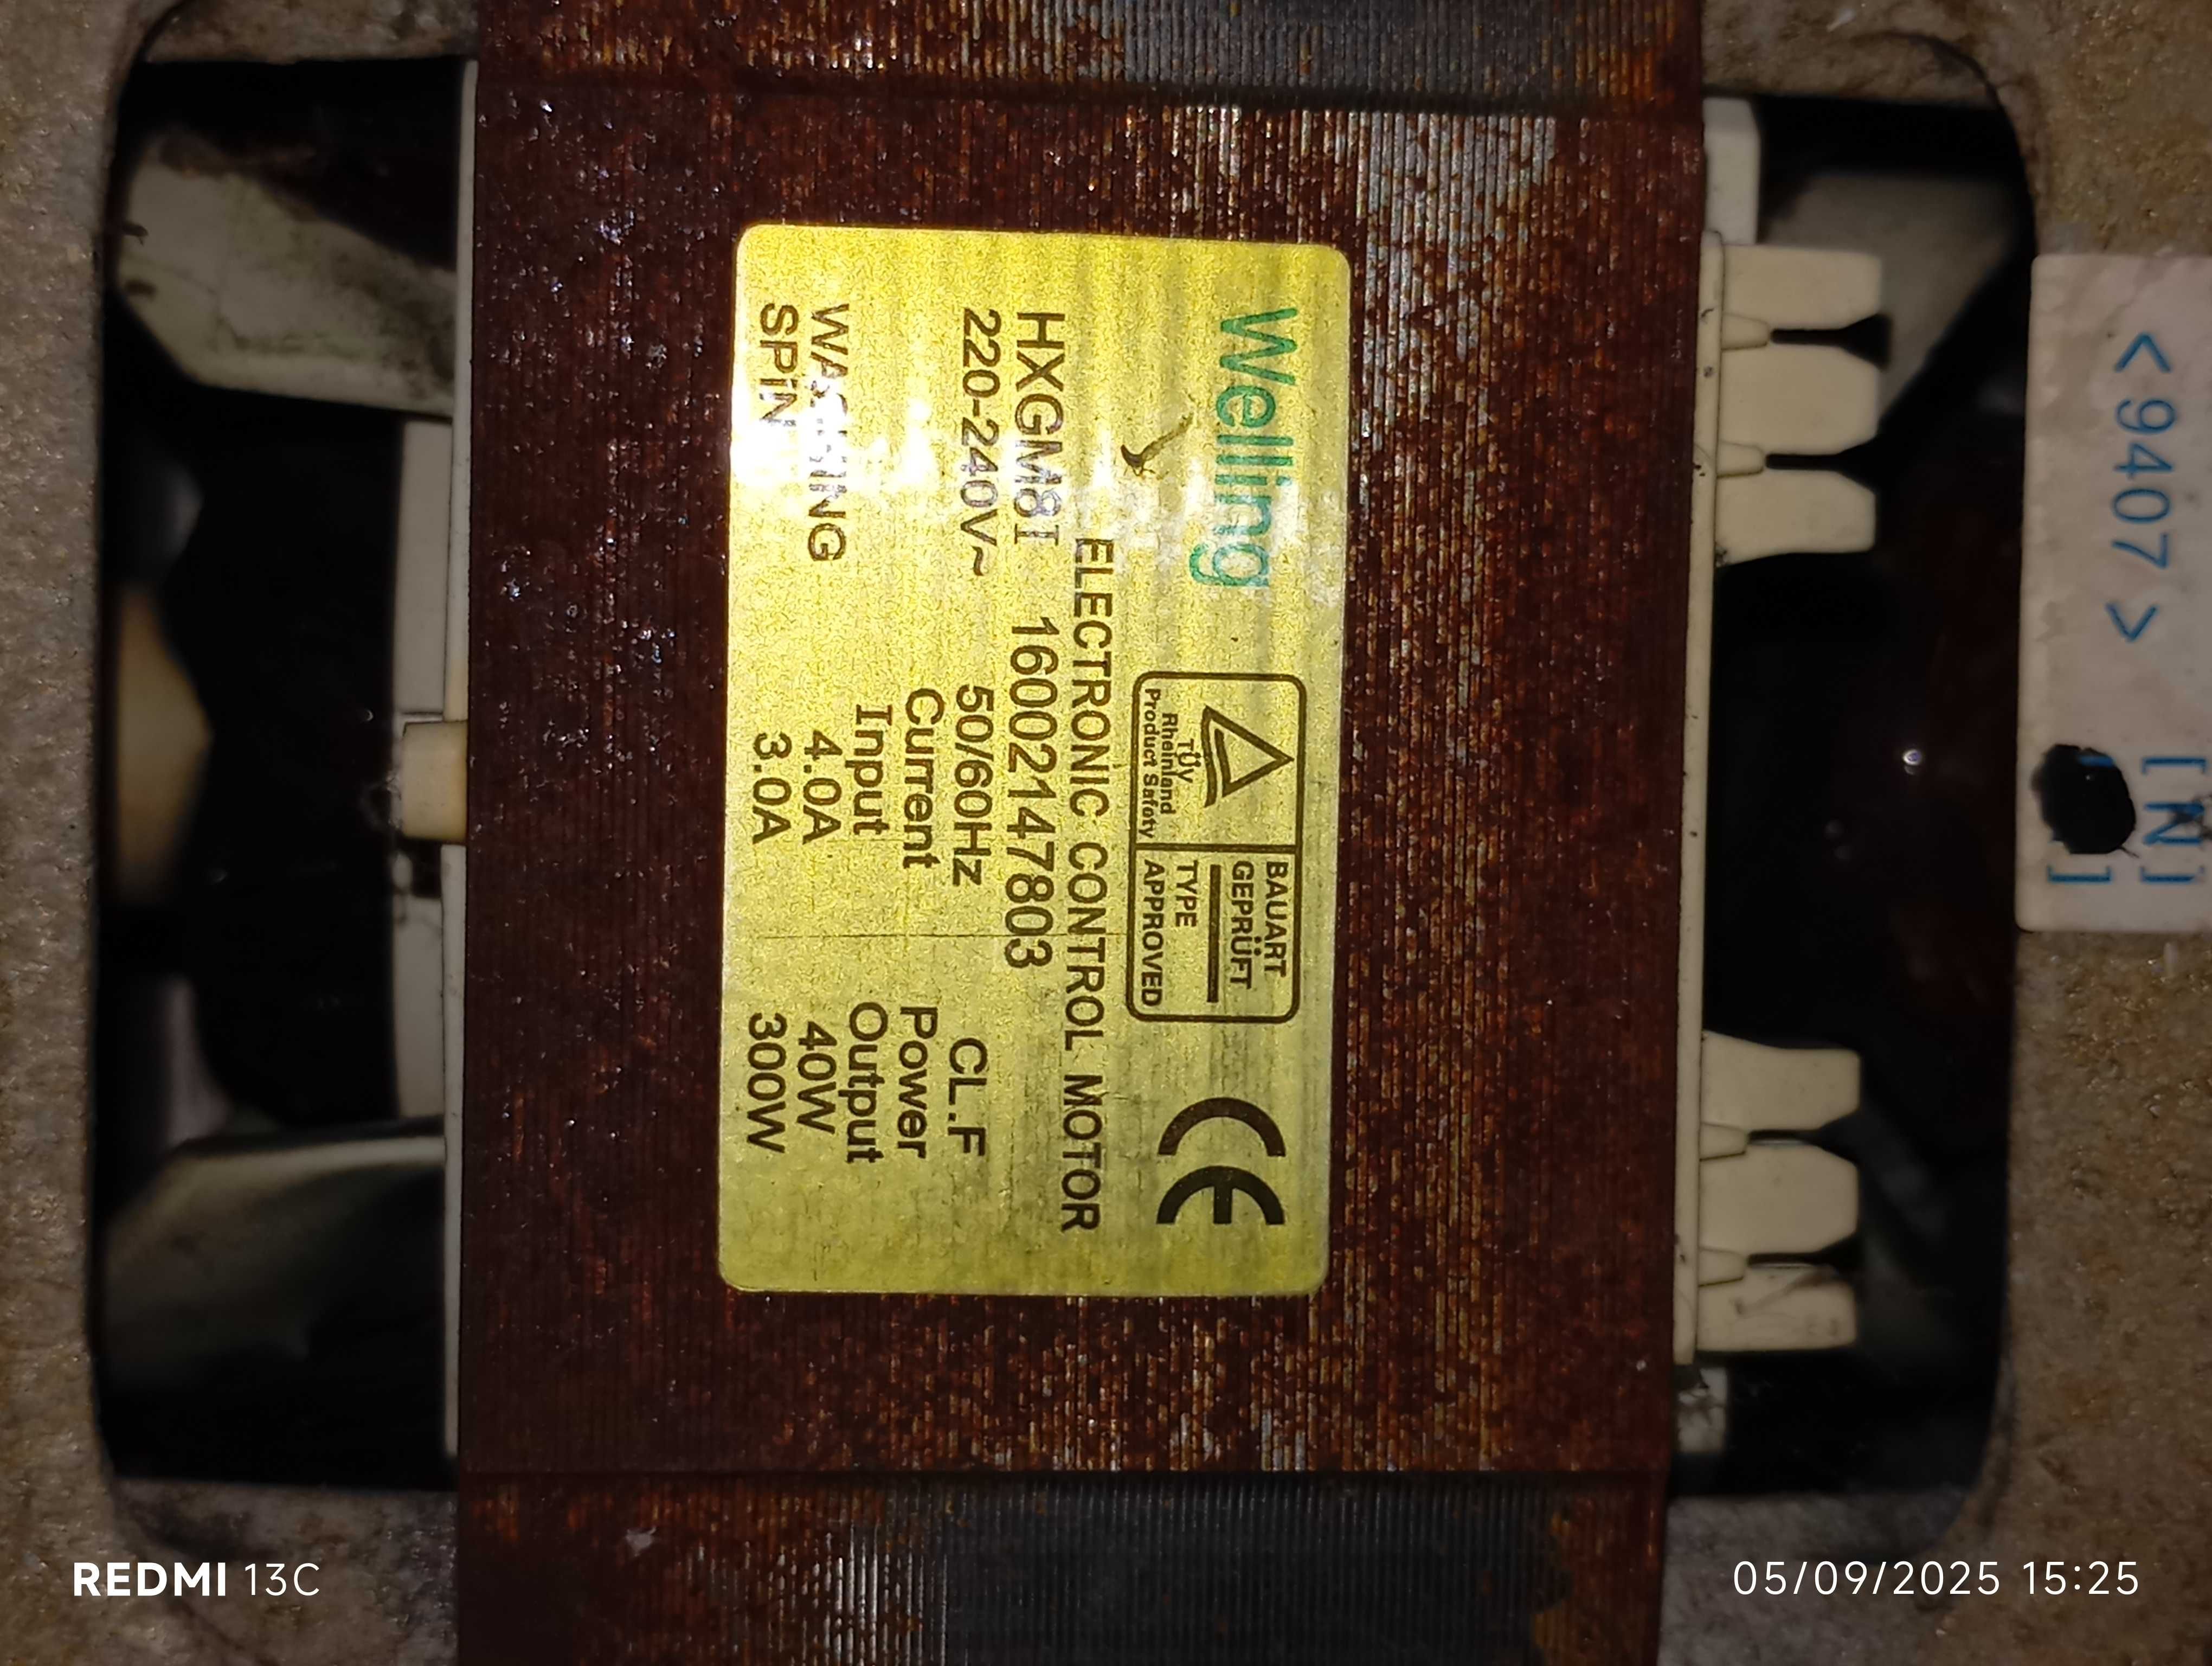 Welling
TÜV
Rheinland
Product Safety
BAUART
GEPRÜFT
TYPE
APPROVED
CE
ELECTRONIC CONTROL MOTOR
HXGM8I 16002147803
220-240V~ 50/60Hz CL.F
Current Power
Input Output
WASHING 4.0A 40W
SPIN 3.0A 300W
<9407> [N]
]
REDMI 13C
05/09/2025 15:25